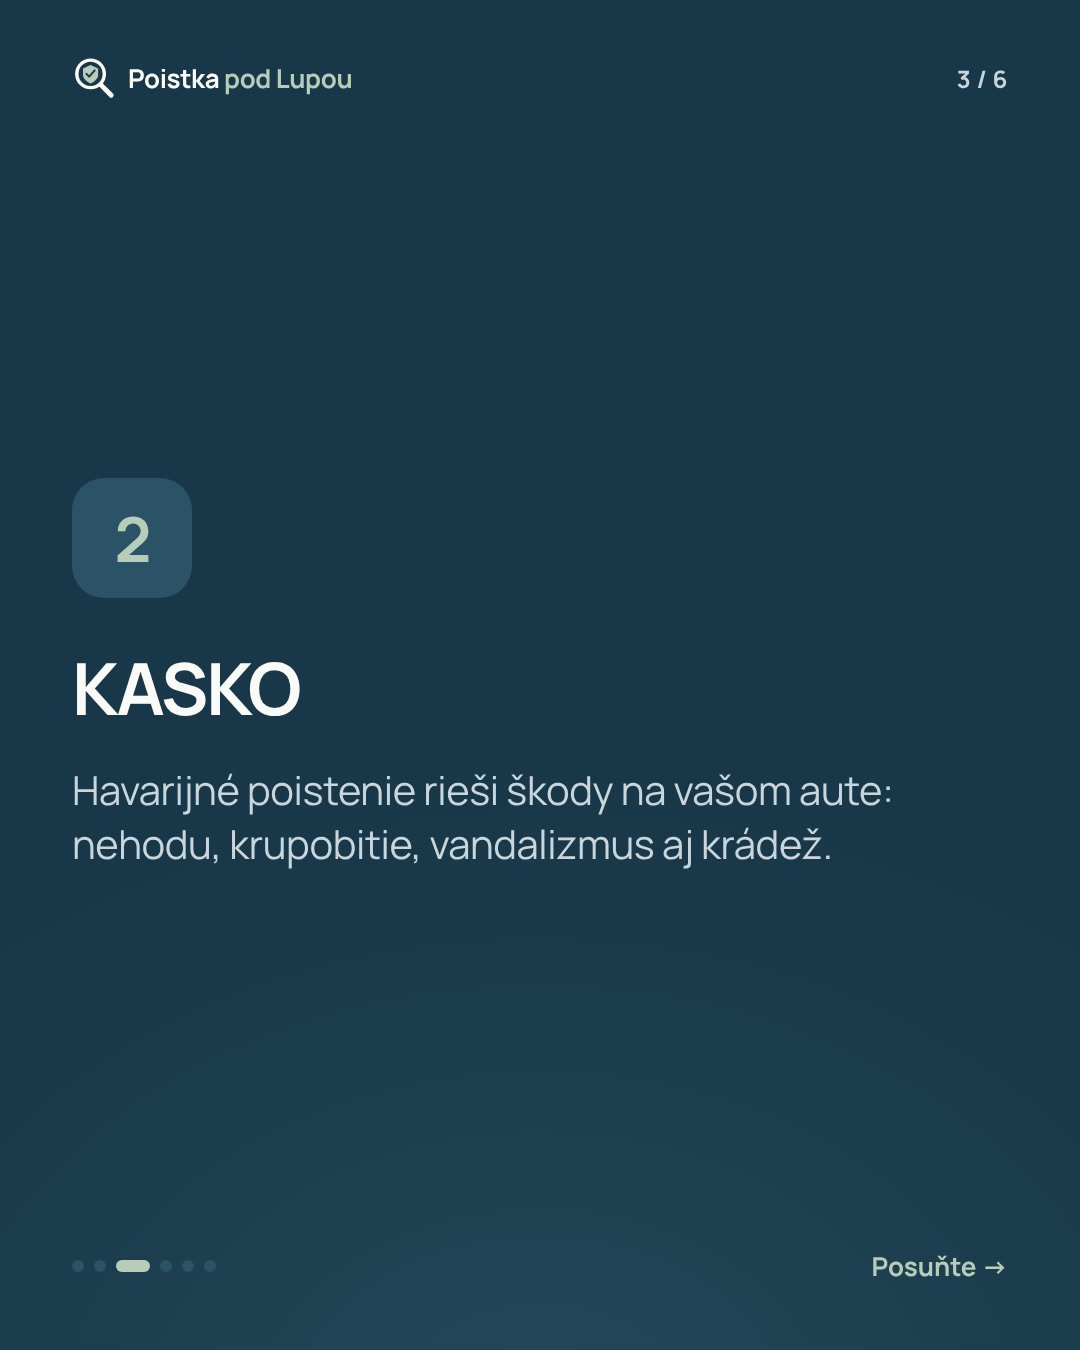 Poistka pod Lupou
3 / 6
2
KASKO
Havarijné poistenie rieši škody na vašom aute:
nehodu, krupobitie, vandalizmus aj krádež.
Posuňte →